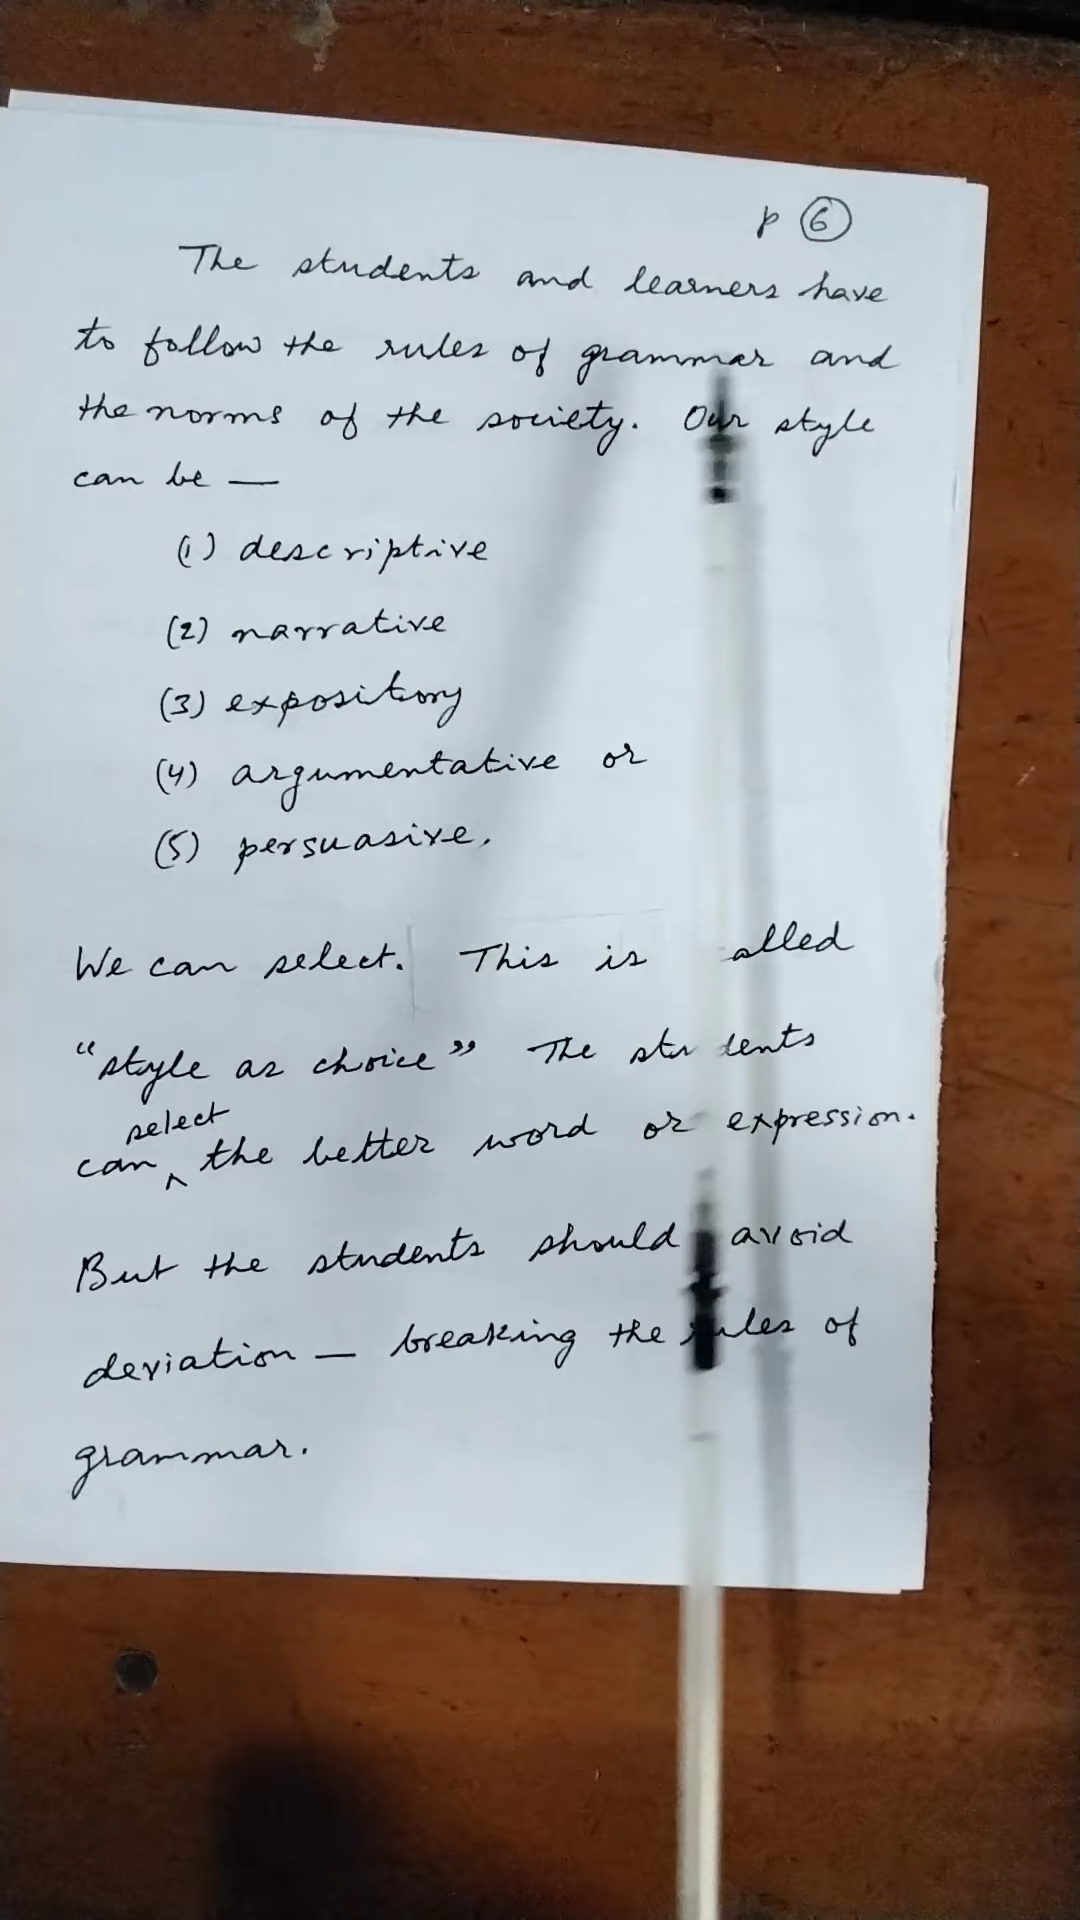 p 6
The students and learners have
to follow the rules of grammar and
the norms of the society. Our style
can be —
(1) descriptive
(2) narrative
(3) expository
(4) argumentative or
(5) persuasive.
We can select. This is alled
"style as choice" The students
select
can ^ the better word or expression.
But the students should avoid
deviation — breaking the rules of
grammar.